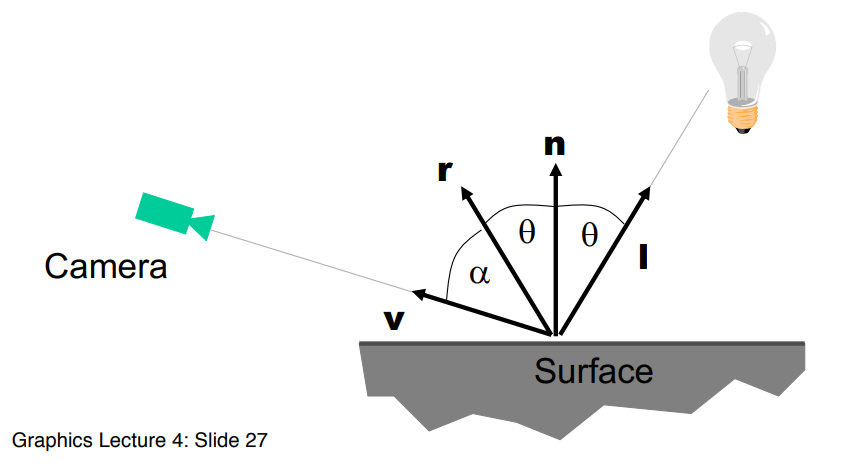 n
r
θ
θ
l
Camera
α
v
Surface
Graphics Lecture 4: Slide 27